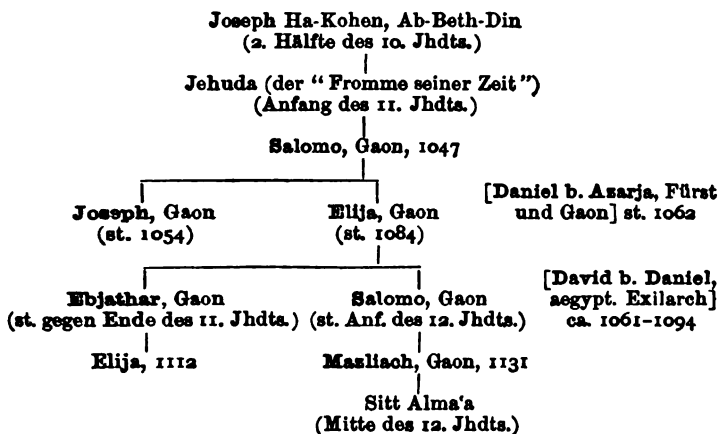 Joseph Ha-Kohen, Ab-Beth-Din
(2. Hälfte des 10. Jhdts.)
Jehuda (der “ Fromme seiner Zeit ”)
(Anfang des 11. Jhdts.)
Salomo, Gaon, 1047
Joseph, Gaon
(st. 1054)
Elija, Gaon
(st. 1084)
[Daniel b. Azarja, Fürst
und Gaon] st. 1062
Ebjathar, Gaon
(st. gegen Ende des 11. Jhdts.)
Salomo, Gaon
(st. Anf. des 12. Jhdts.)
[David b. Daniel,
aegypt. Exilarch]
ca. 1061–1094
Elija, 1112
Mazliach, Gaon, 1131
Sitt Alma'a
(Mitte des 12. Jhdts.)